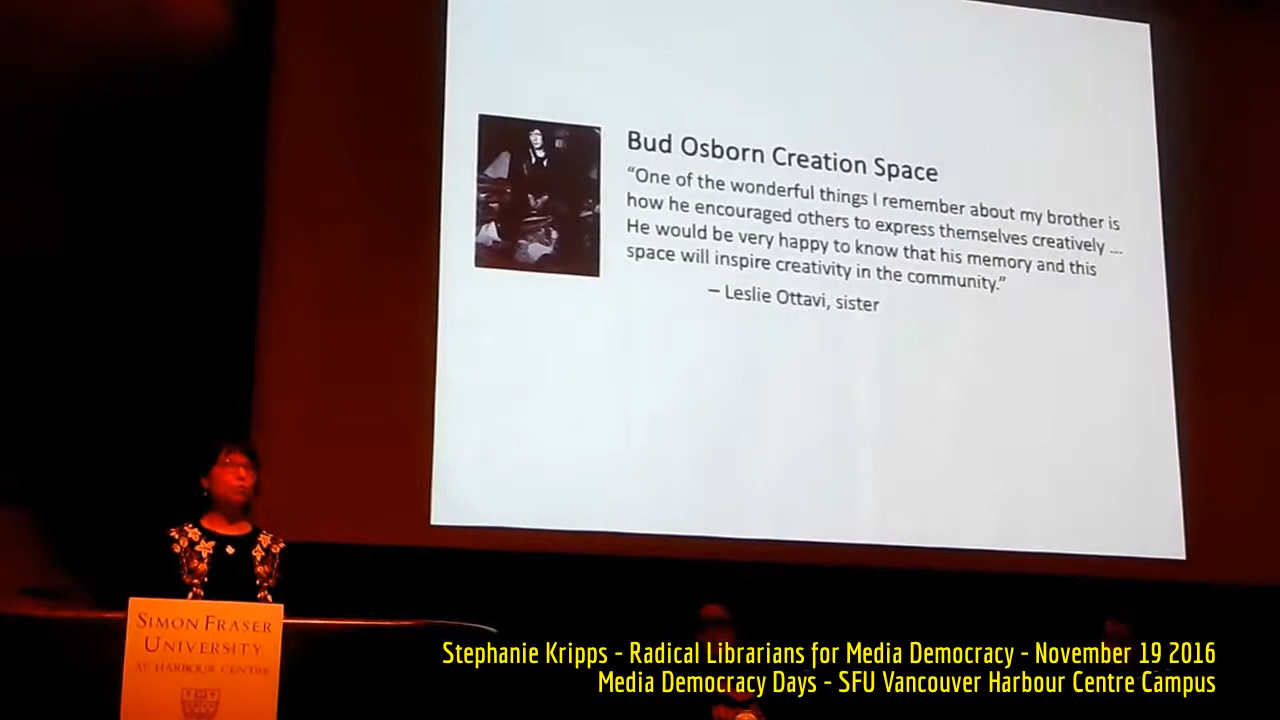 Bud Osborn Creation Space
“One of the wonderful things I remember about my brother is
how he encouraged others to express themselves creatively ...
He would be very happy to know that his memory and this
space will inspire creativity in the community.”
– Leslie Ottavi, sister
SIMON FRASER
UNIVERSITY
AT HARBOUR CENTRE
Stephanie Kripps - Radical Librarians for Media Democracy - November 19 2016
Media Democracy Days - SFU Vancouver Harbour Centre Campus